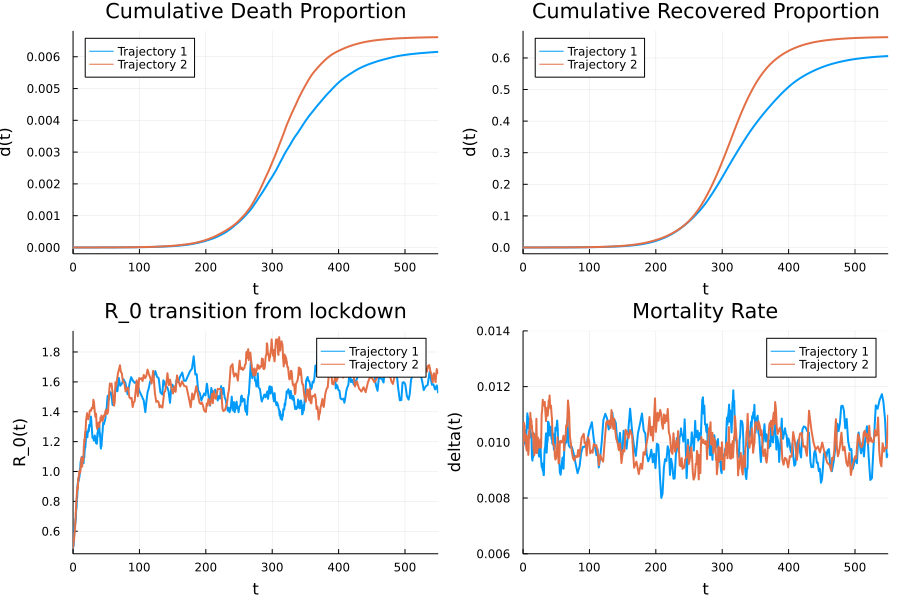 Cumulative Death Proportion
Trajectory 1
Trajectory 2
0.006
0.005
0.004
0.003
0.002
0.001
0.000
d(t)
0 100 200 300 400 500
t
Cumulative Recovered Proportion
Trajectory 1
Trajectory 2
0.6
0.5
0.4
0.3
0.2
0.1
0.0
d(t)
0 100 200 300 400 500
t
R_0 transition from lockdown
Trajectory 1
Trajectory 2
1.8
1.6
1.4
1.2
1.0
0.8
0.6
R_0(t)
0 100 200 300 400 500
t
Mortality Rate
Trajectory 1
Trajectory 2
0.014
0.012
0.010
0.008
0.006
delta(t)
0 100 200 300 400 500
t